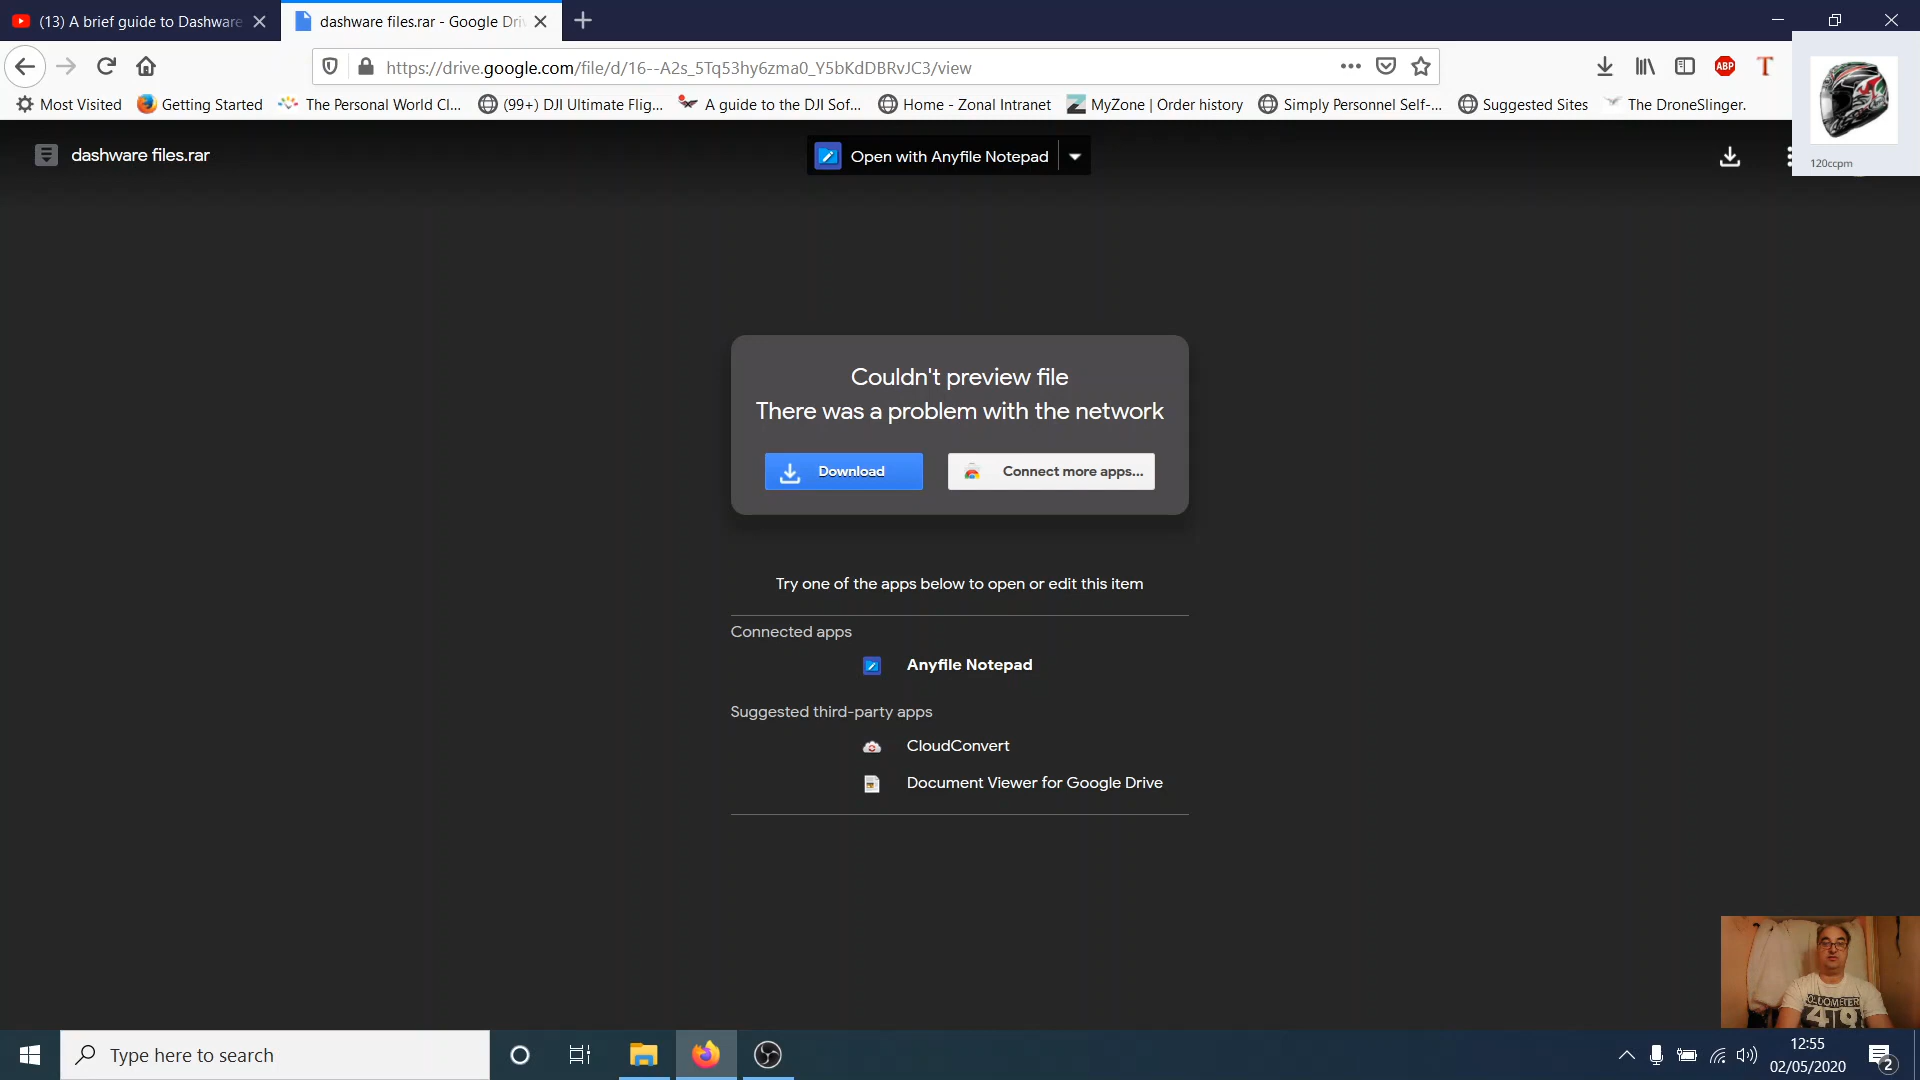 (13) A brief guide to Dashware
dashware files.rar - Google Driv
https://drive.google.com/file/d/16--A2s_5Tq53hy6zma0_Y5bKdDBRvJC3/view
ABP
T
Most Visited
Getting Started
The Personal World Cl...
(99+) DJI Ultimate Flig...
A guide to the DJI Sof...
Home - Zonal Intranet
MyZone | Order history
Simply Personnel Self-...
Suggested Sites
The DroneSlinger.
120ccpm
dashware files.rar
Open with Anyfile Notepad
Couldn't preview file
There was a problem with the network
Download
Connect more apps...
Try one of the apps below to open or edit this item
Connected apps
Anyfile Notepad
Suggested third-party apps
CloudConvert
Document Viewer for Google Drive
Type here to search
12:55
02/05/2020
2